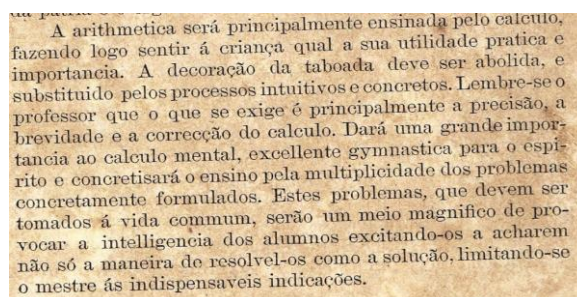 A arithmetica será principalmente ensinada pelo calculo,
fazendo logo sentir á criança qual a sua utilidade pratica e
importancia. A decoração da taboada deve ser abolida, e
substituido pelos processos intuitivos e concretos. Lembre-se o
professor que o que se exige é principalmente a precisão, a
brevidade e a correcção do calculo. Dará uma grande impor-
tancia ao calculo mental, excellente gymnastica para o espi-
rito e concretisará o ensino pela multiplicidade dos problemas
concretamente formulados. Estes problemas, que devem ser
tomados á vida commum, serão um meio magnifico de pro-
vocar a intelligencia dos alumnos excitando-os a acharem
não só a maneira de resolvel-os como a solução, limitando-se
o mestre ás indispensaveis indicações.